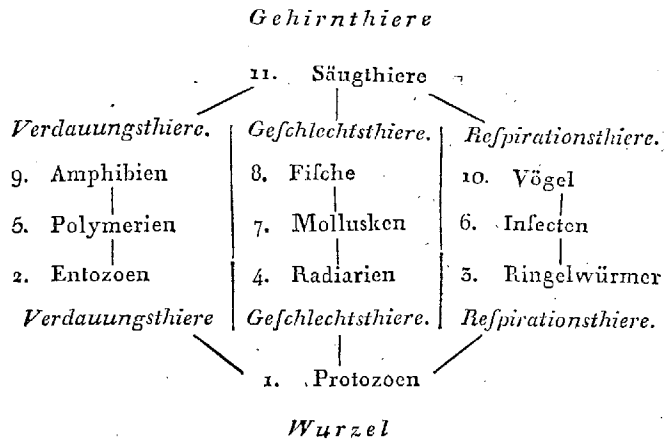 Gehirnthiere
11. Säugthiere
Verdauungsthiere. Geſchlechtsthiere. Reſpirationsthiere.
9. Amphibien 8. Fiſche 10. Vögel
5. Polymerien 7. Mollusken 6. Inſecten
2. Entozoen 4. Radiarien 3. Ringelwürmer
Verdauungsthiere Geſchlechtsthiere. Reſpirationsthiere.
1. Protozoen
Wurzel